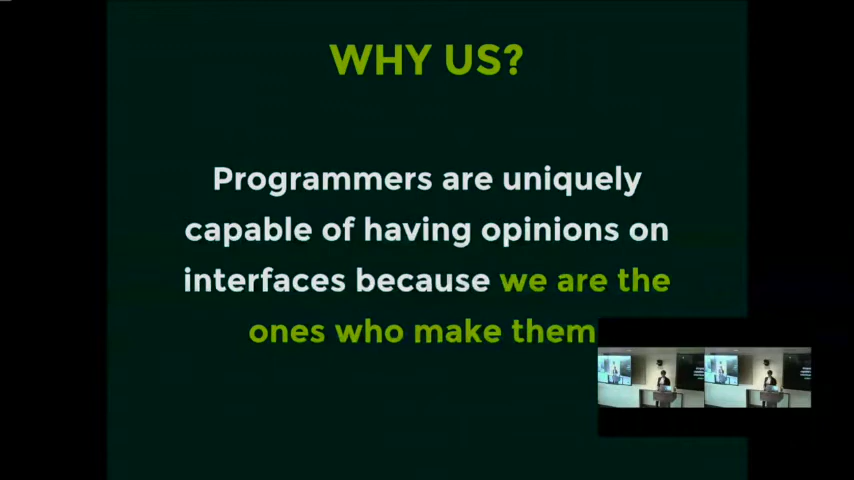 WHY US?
Programmers are uniquely
capable of having opinions on
interfaces because we are the
ones who make them